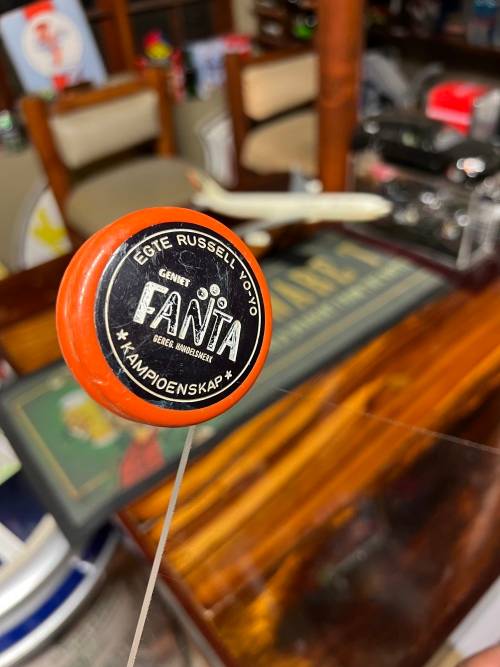 EGTE RUSSELL YO-YO
GENIET
FANTA
GEREG. HANDELSMERK
★KAMPIOENSKAP★